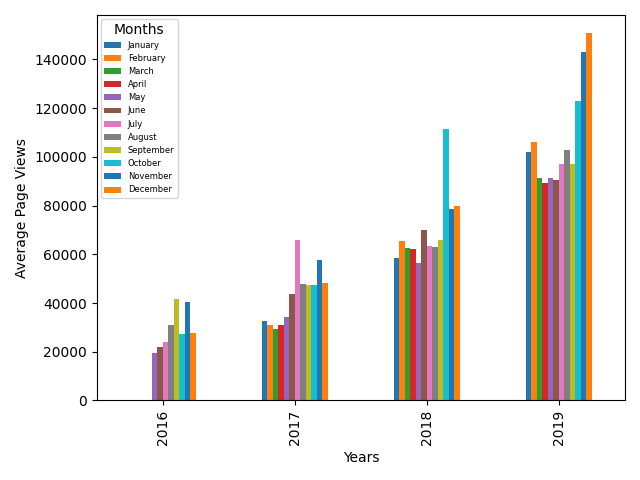 Months
January
February
March
April
May
June
July
August
September
October
November
December
Average Page Views
140000
120000
100000
80000
60000
40000
20000
0
2016
2017
2018
2019
Years